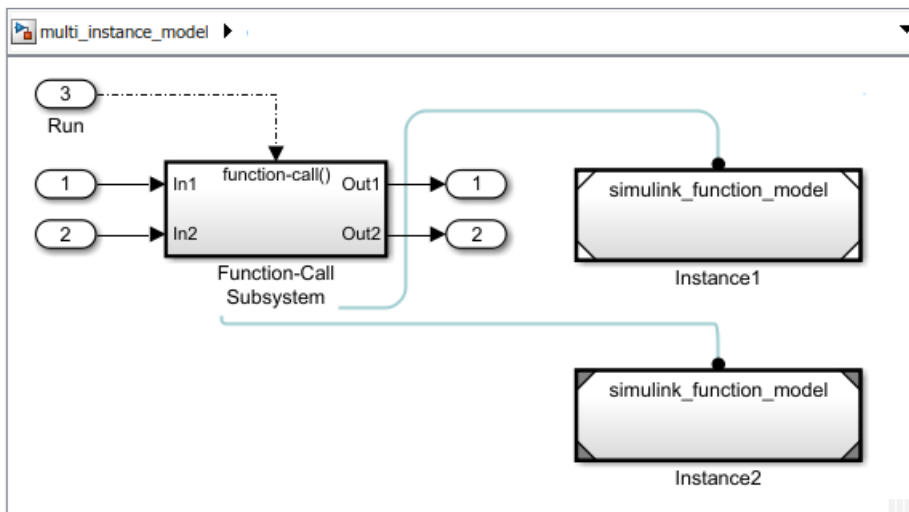 multi_instance_model
3
Run
function-call()
1
In1
Out1
1
2
In2
Out2
2
Function-Call
Subsystem
simulink_function_model
Instance1
simulink_function_model
Instance2